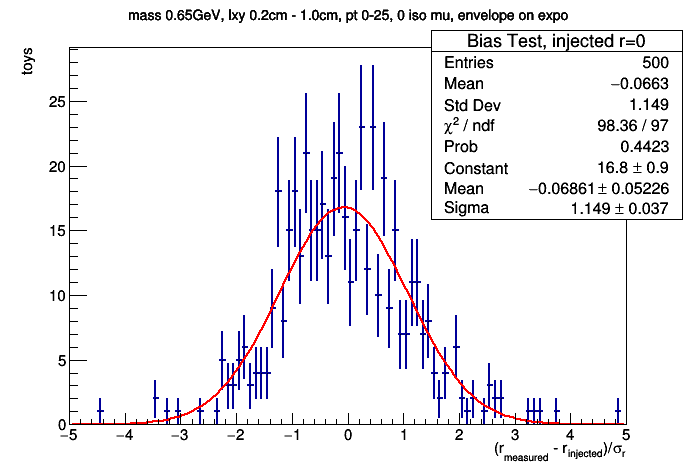 mass 0.65GeV, lxy 0.2cm - 1.0cm, pt 0-25, 0 iso mu, envelope on expo
Bias Test, injected r=0
Entries 500
Mean −0.0663
Std Dev 1.149
χ² / ndf 98.36 / 97
Prob 0.4423
Constant 16.8 ± 0.9
Mean −0.06861 ± 0.05226
Sigma 1.149 ± 0.037
toys
25
20
15
10
5
0
−5 −4 −3 −2 −1 0 1 2 3 4 5
(r_measured - r_injected)/σ_r